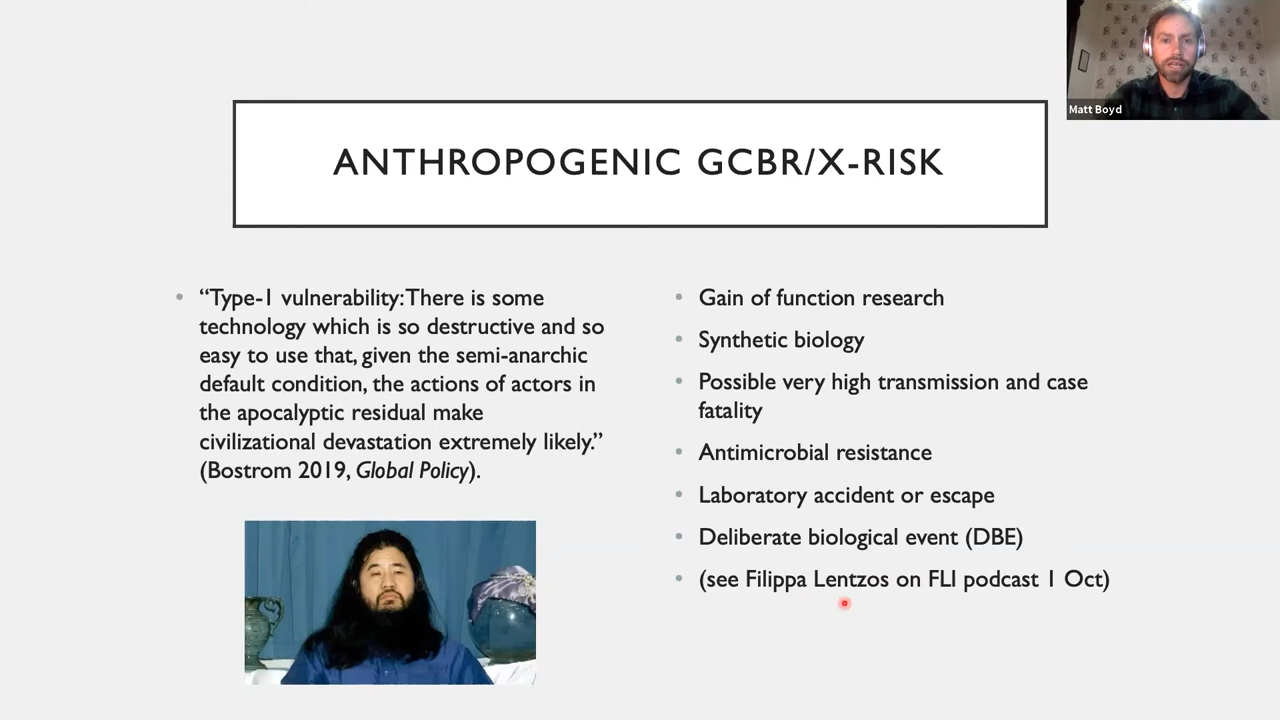 Matt Boyd
ANTHROPOGENIC GCBR/X-RISK
“Type-1 vulnerability: There is some
technology which is so destructive and so
easy to use that, given the semi-anarchic
default condition, the actions of actors in
the apocalyptic residual make
civilizational devastation extremely likely.”
(Bostrom 2019, Global Policy).
Gain of function research
Synthetic biology
Possible very high transmission and case
fatality
Antimicrobial resistance
Laboratory accident or escape
Deliberate biological event (DBE)
(see Filippa Lentzos on FLI podcast 1 Oct)